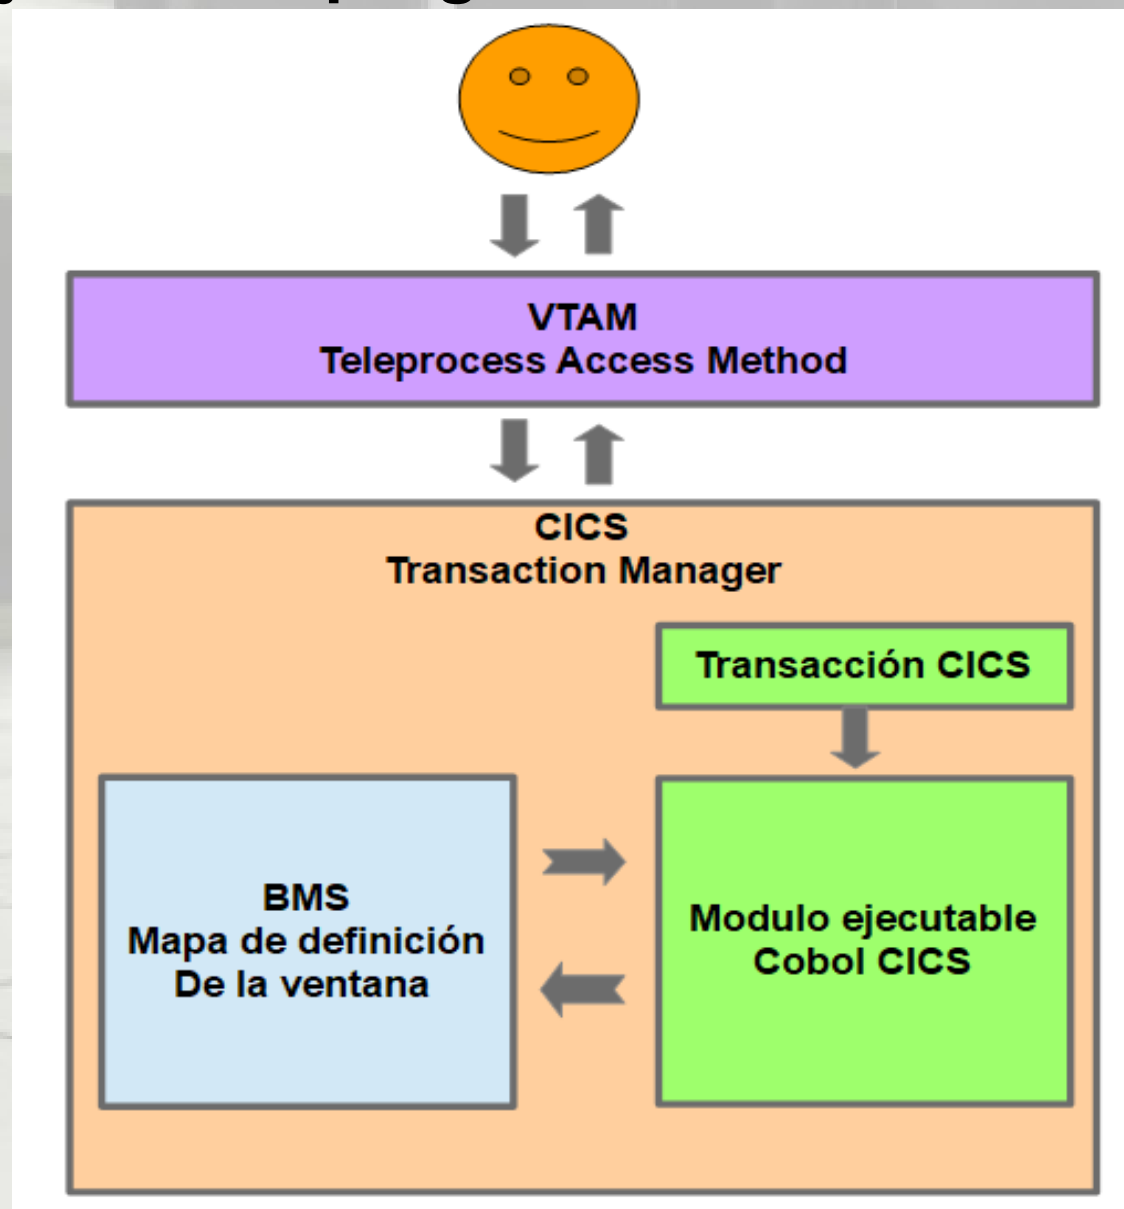 VTAM
Teleprocess Access Method
CICS
Transaction Manager
Transacción CICS
BMS
Mapa de definición
De la ventana
Modulo ejecutable
Cobol CICS